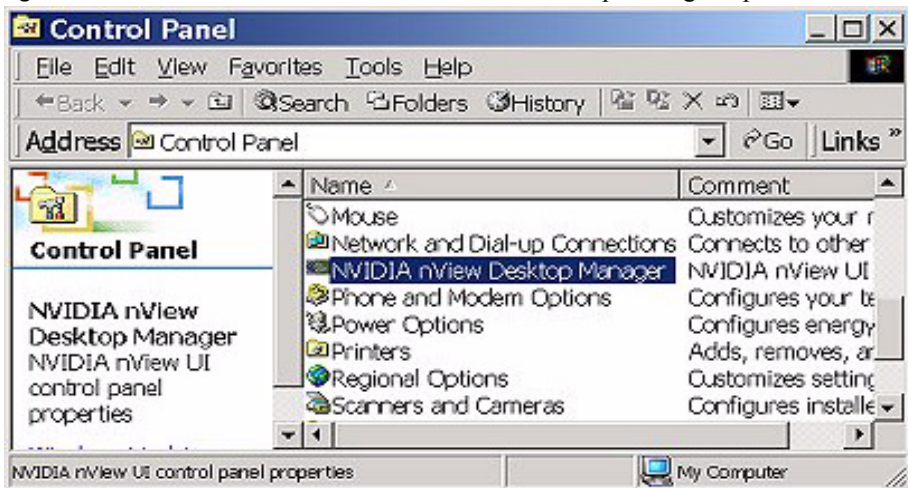 Control Panel
File Edit View Favorites Tools Help
Back Search Folders History
Address Control Panel Go Links »
Control Panel
NVIDIA nView
Desktop Manager
NVIDIA nView UI
control panel
properties
Name Comment
Mouse Customizes your
Network and Dial-up Connections Connects to other
NVIDIA nView Desktop Manager NVIDIA nView UI
Phone and Modem Options Configures your
Power Options Configures energy
Printers Adds, removes,
Regional Options Customizes setting
Scanners and Cameras Configures installe
NVIDIA nView UI control panel properties My Computer